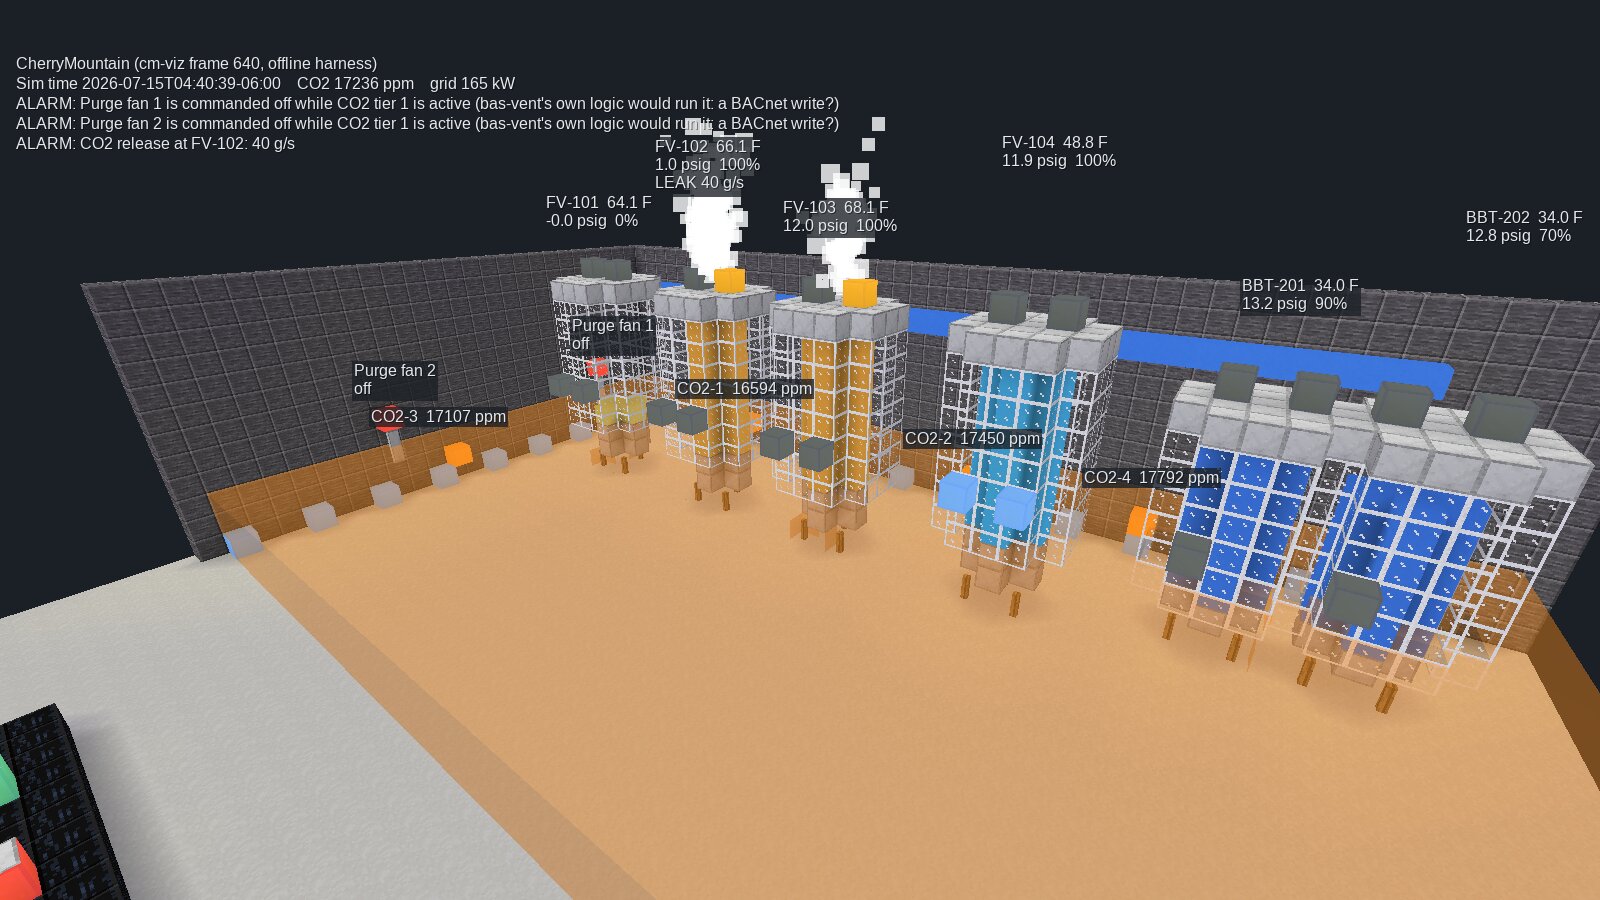 CherryMountain (cm-viz frame 640, offline harness)
Sim time 2026-07-15T04:40:39-06:00    CO2 17236 ppm    grid 165 kW
ALARM: Purge fan 1 is commanded off while CO2 tier 1 is active (bas-vent's own logic would run it: a BACnet write?)
ALARM: Purge fan 2 is commanded off while CO2 tier 1 is active (bas-vent's own logic would run it: a BACnet write?)
ALARM: CO2 release at FV-102: 40 g/s
FV-102  66.1 F
1.0 psig  100%
LEAK 40 g/s
FV-104  48.8 F
11.9 psig  100%
FV-101  64.1 F
-0.0 psig  0%
FV-103  68.1 F
12.0 psig  100%
BBT-202  34.0 F
12.8 psig  70%
BBT-201  34.0 F
13.2 psig  90%
Purge fan 1
off
Purge fan 2
off
CO2-1  16594 ppm
CO2-3  17107 ppm
CO2-2  17450 ppm
CO2-4  17792 ppm